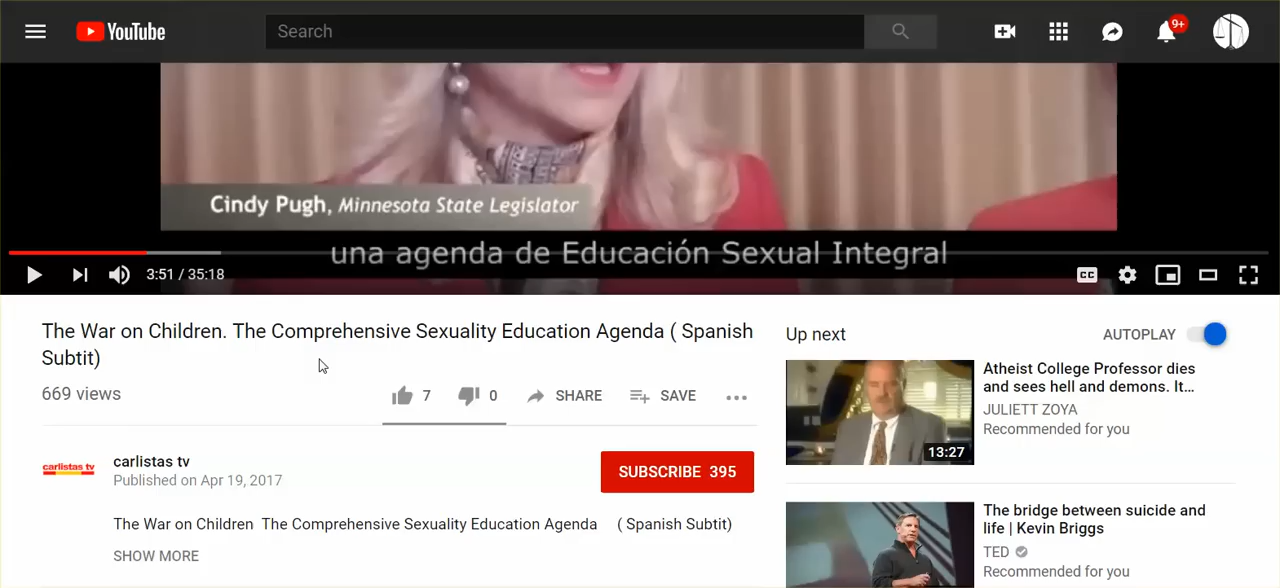 YouTube
Search
9+
Cindy Pugh, Minnesota State Legislator
una agenda de Educación Sexual Integral
3:51 / 35:18
CC
The War on Children. The Comprehensive Sexuality Education Agenda ( Spanish
Subtit)
669 views
7
0
SHARE
SAVE
carlistas tv
carlistas tv
Published on Apr 19, 2017
SUBSCRIBE 395
The War on Children The Comprehensive Sexuality Education Agenda ( Spanish Subtit)
SHOW MORE
Up next
AUTOPLAY
Atheist College Professor dies
and sees hell and demons. It...
JULIETT ZOYA
Recommended for you
13:27
The bridge between suicide and
life | Kevin Briggs
TED
Recommended for you